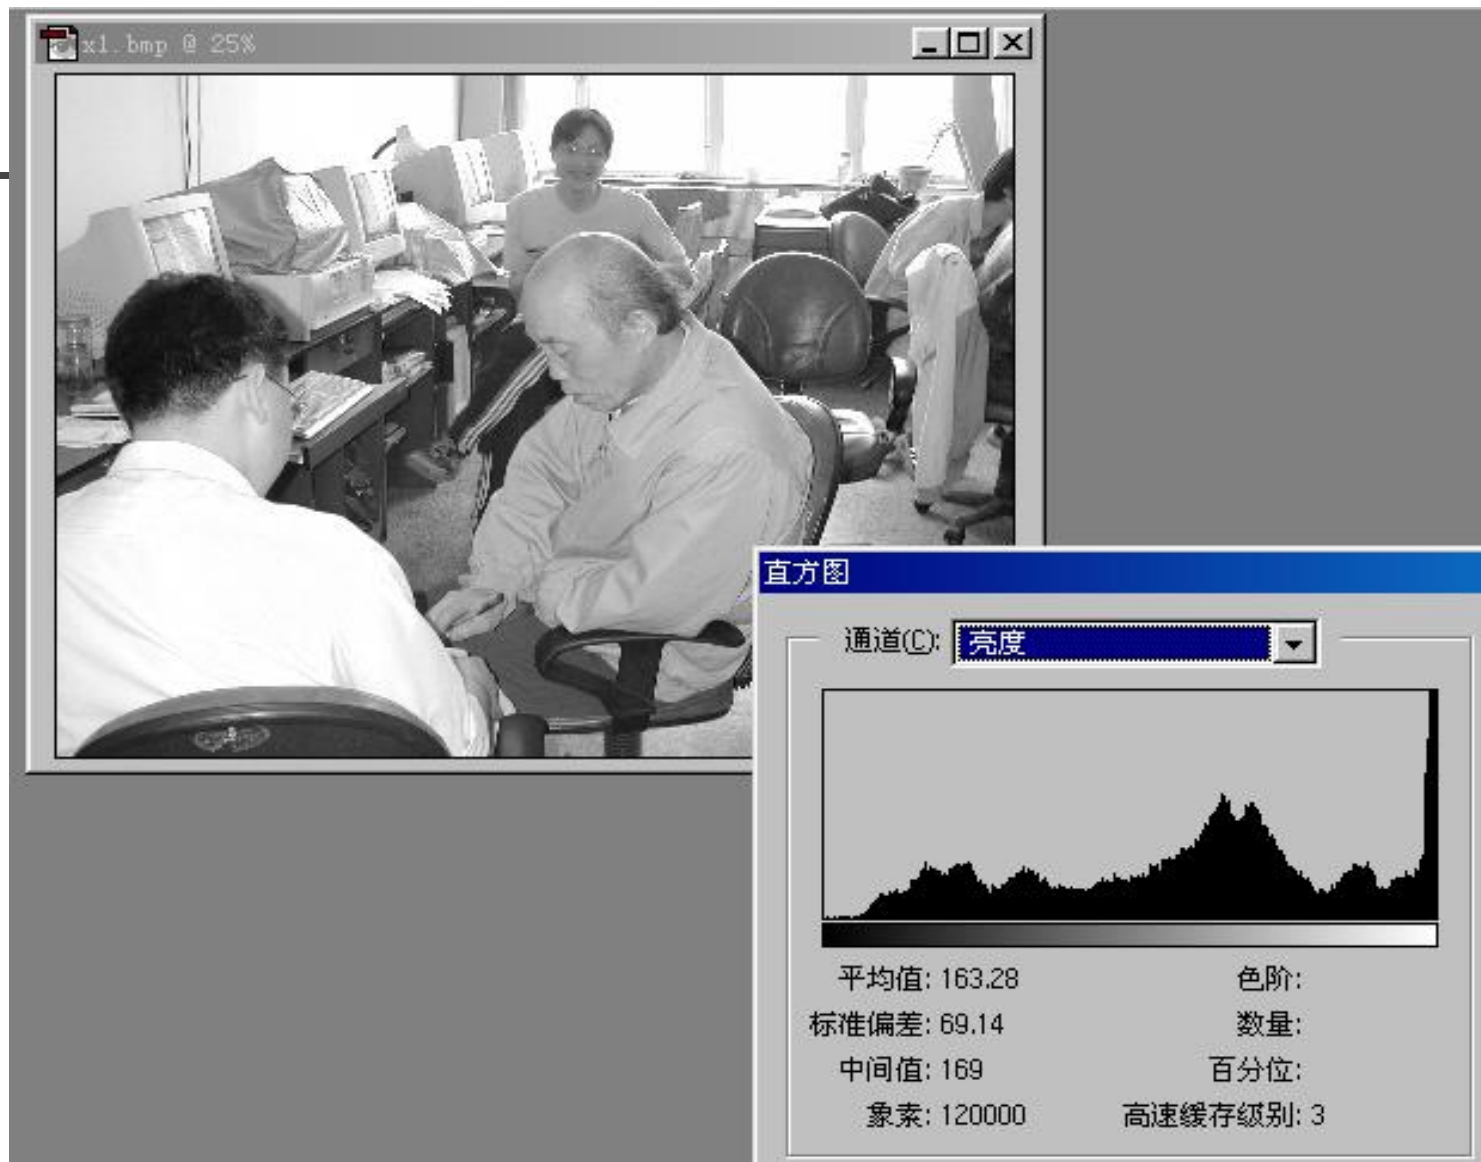 x1.bmp @ 25%
直方图
通道(C): 亮度
平均值: 163.28
色阶:
标准偏差: 69.14
数量:
中间值: 169
百分位:
象素: 120000
高速缓存级别: 3